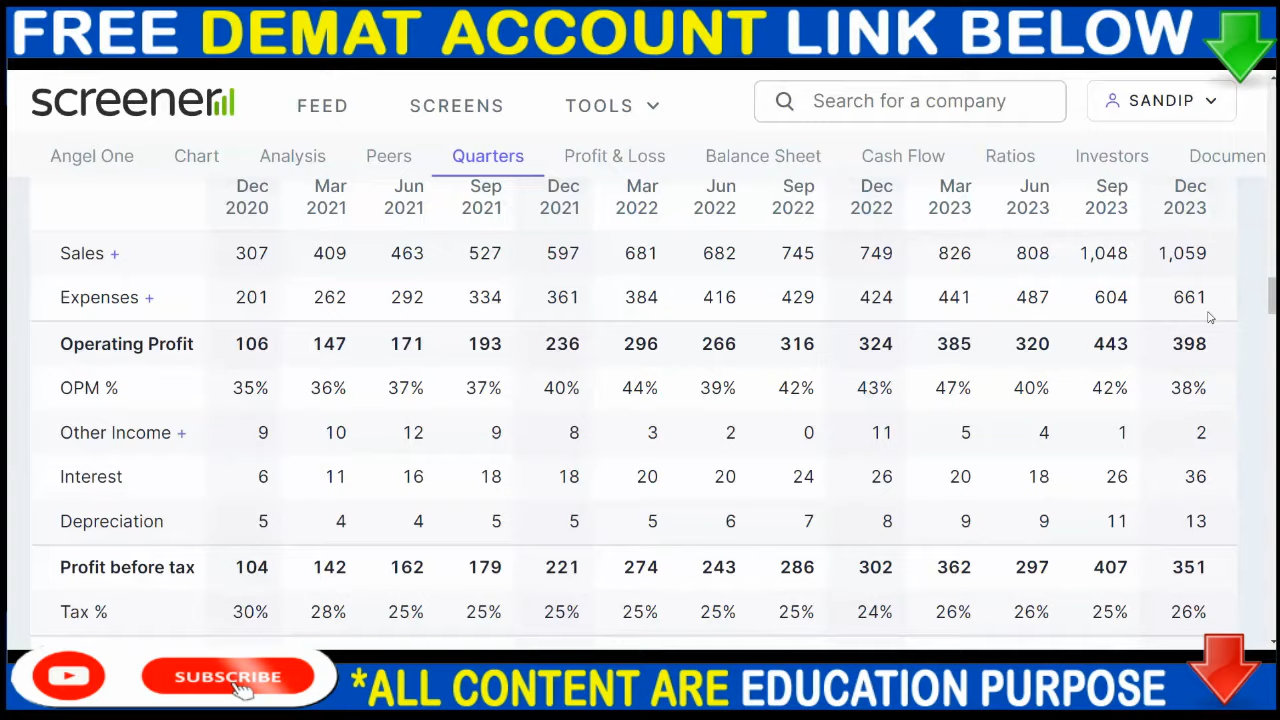 FREE DEMAT ACCOUNT LINK BELOW
screener FEED SCREENS TOOLS Search for a company SANDIP
Angel One Chart Analysis Peers Quarters Profit & Loss Balance Sheet Cash Flow Ratios Investors Documen
Dec Mar Jun Sep Dec Mar Jun Sep Dec Mar Jun Sep Dec
2020 2021 2021 2021 2021 2022 2022 2022 2022 2023 2023 2023 2023
Sales + 307 409 463 527 597 681 682 745 749 826 808 1,048 1,059
Expenses + 201 262 292 334 361 384 416 429 424 441 487 604 661
Operating Profit 106 147 171 193 236 296 266 316 324 385 320 443 398
OPM % 35% 36% 37% 37% 40% 44% 39% 42% 43% 47% 40% 42% 38%
Other Income + 9 10 12 9 8 3 2 0 11 5 4 1 2
Interest 6 11 16 18 18 20 20 24 26 20 18 26 36
Depreciation 5 4 4 5 5 5 6 7 8 9 9 11 13
Profit before tax 104 142 162 179 221 274 243 286 302 362 297 407 351
Tax % 30% 28% 25% 25% 25% 25% 25% 25% 24% 26% 26% 25% 26%
SUBSCRIBE *ALL CONTENT ARE EDUCATION PURPOSE